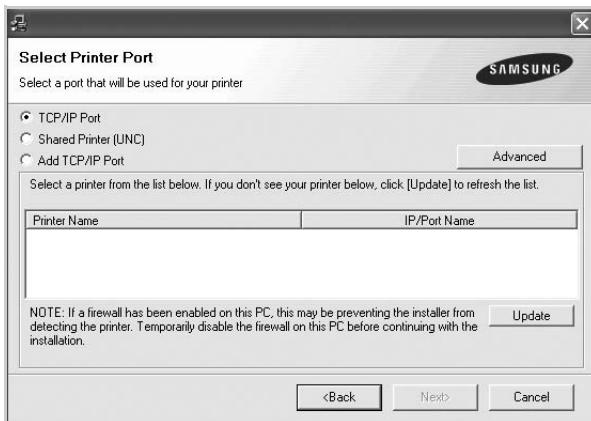 Select Printer Port
Select a port that will be used for your printer
SAMSUNG
TCP/IP Port
Shared Printer (UNC)
Add TCP/IP Port
Advanced
Select a printer from the list below. If you don't see your printer below, click [Update] to refresh the list.
Printer Name IP/Port Name
NOTE: If a firewall has been enabled on this PC, this may be preventing the installer from
detecting the printer. Temporarily disable the firewall on this PC before continuing with the
installation.
Update
<Back Next> Cancel